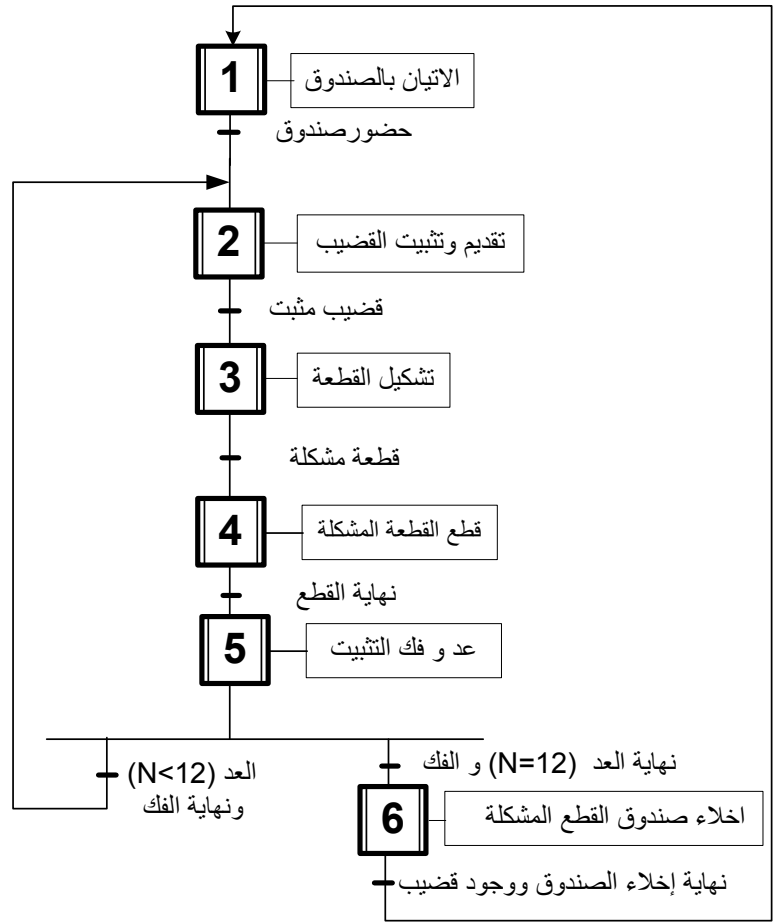 1
الاتيان بالصندوق
حضورصندوق
2
تقديم وتثبيت القضيب
قضيب مثبت
3
تشكيل القطعة
قطعة مشكلة
4
قطع القطعة المشكلة
نهاية القطع
5
عد و فك التثبيت
نهاية العد (N=12) و الفك
العد (N<12)
ونهاية الفك
6
اخلاء صندوق القطع المشكلة
نهاية إخلاء الصندوق ووجود قضيب